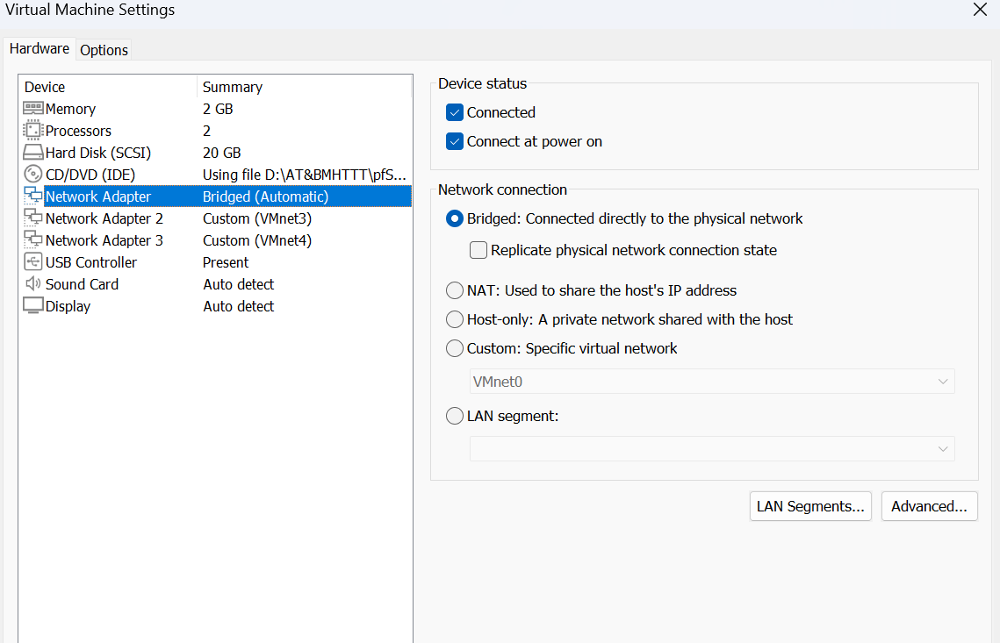 Virtual Machine Settings
Hardware Options
Device Summary
Memory 2 GB
Processors 2
Hard Disk (SCSI) 20 GB
CD/DVD (IDE) Using file D:\AT&BMHTTT\pfS...
Network Adapter Bridged (Automatic)
Network Adapter 2 Custom (VMnet3)
Network Adapter 3 Custom (VMnet4)
USB Controller Present
Sound Card Auto detect
Display Auto detect
Device status
Connected
Connect at power on
Network connection
Bridged: Connected directly to the physical network
Replicate physical network connection state
NAT: Used to share the host's IP address
Host-only: A private network shared with the host
Custom: Specific virtual network
VMnet0
LAN segment:
LAN Segments... Advanced...